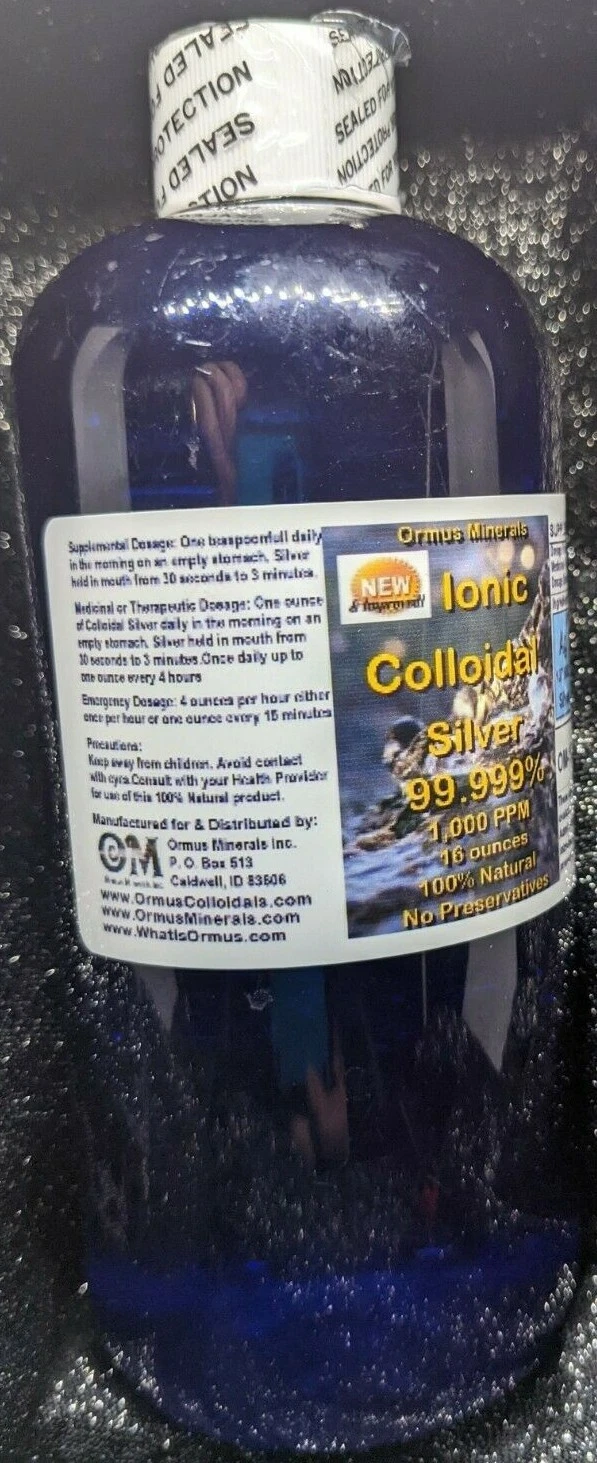 SEALED
PROTECTION
SEALED
SEALED FOR
PROTECTION
Supplemental Dosage: One teaspoonfull daily
in the morning on an empty stomach, Silver
held in mouth from 30 seconds to 3 minutes.
Medicinal or Therapeutic Dosage: One ounce
of Colloidal Silver daily in the morning on an
empty stomach. Silver held in mouth from
30 seconds to 3 minutes.Once daily up to
one ounce every 4 hours
Emergency Dosage: 4 ounces per hour either
once per hour or one ounce every 15 minutes
Precautions:
Keep away from children. Avoid contact
with eyes.Consult with your Health Provider
for use of this 100% Natural product.
Manufactured for & Distributed by:
OM
Ormus Minerals Inc.
P.O. Box 513
Caldwell, ID 83606
www.OrmusColloidals.com
www.OrmusMinerals.com
www.WhatIsOrmus.com
Ormus Minerals
NEW
& Improved!
Ionic
Colloidal
Silver
99.999%
1,000 PPM
16 ounces
100% Natural
No Preservatives